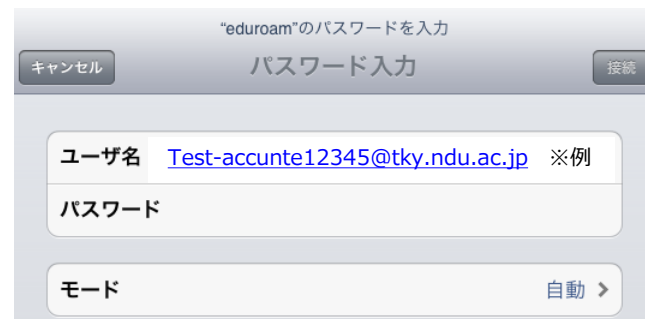 “eduroam”のパスワードを入力
キャンセル パスワード入力 接続
ユーザ名 Test-accunte12345@tky.ndu.ac.jp ※例
パスワード
モード 自動 >